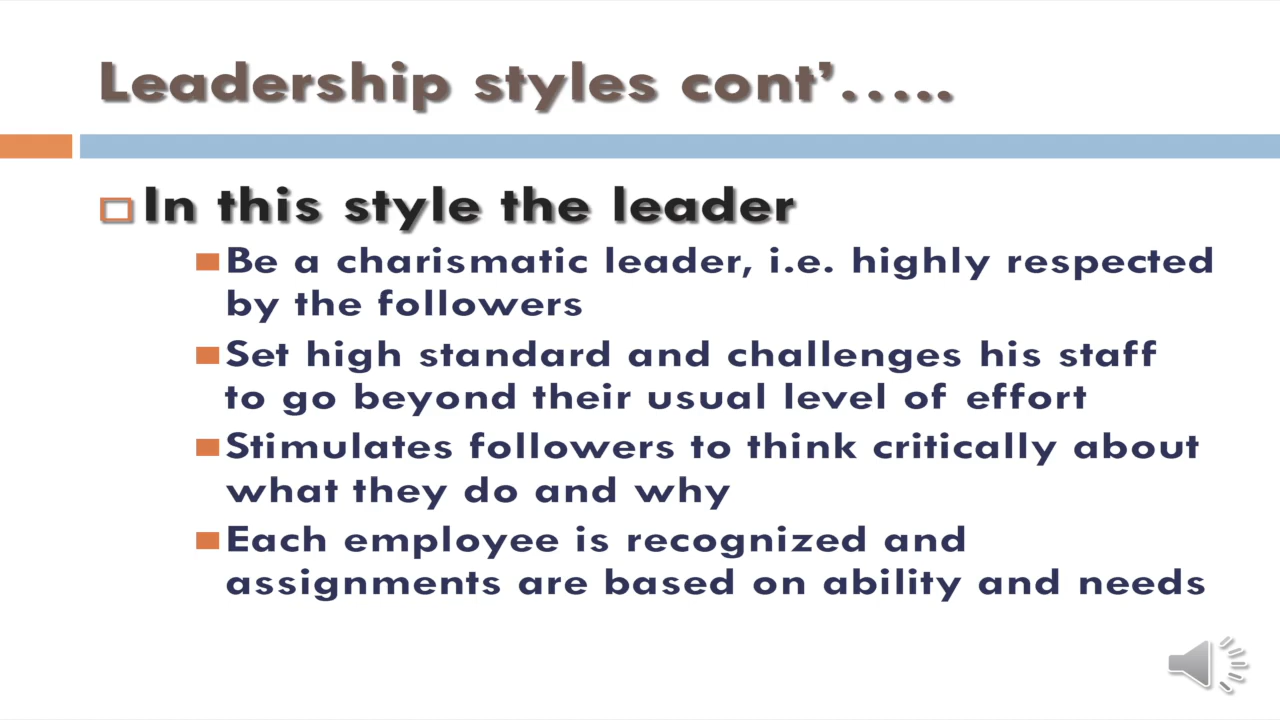 Leadership styles cont’.....
In this style the leader
Be a charismatic leader, i.e. highly respected
by the followers
Set high standard and challenges his staff
to go beyond their usual level of effort
Stimulates followers to think critically about
what they do and why
Each employee is recognized and
assignments are based on ability and needs